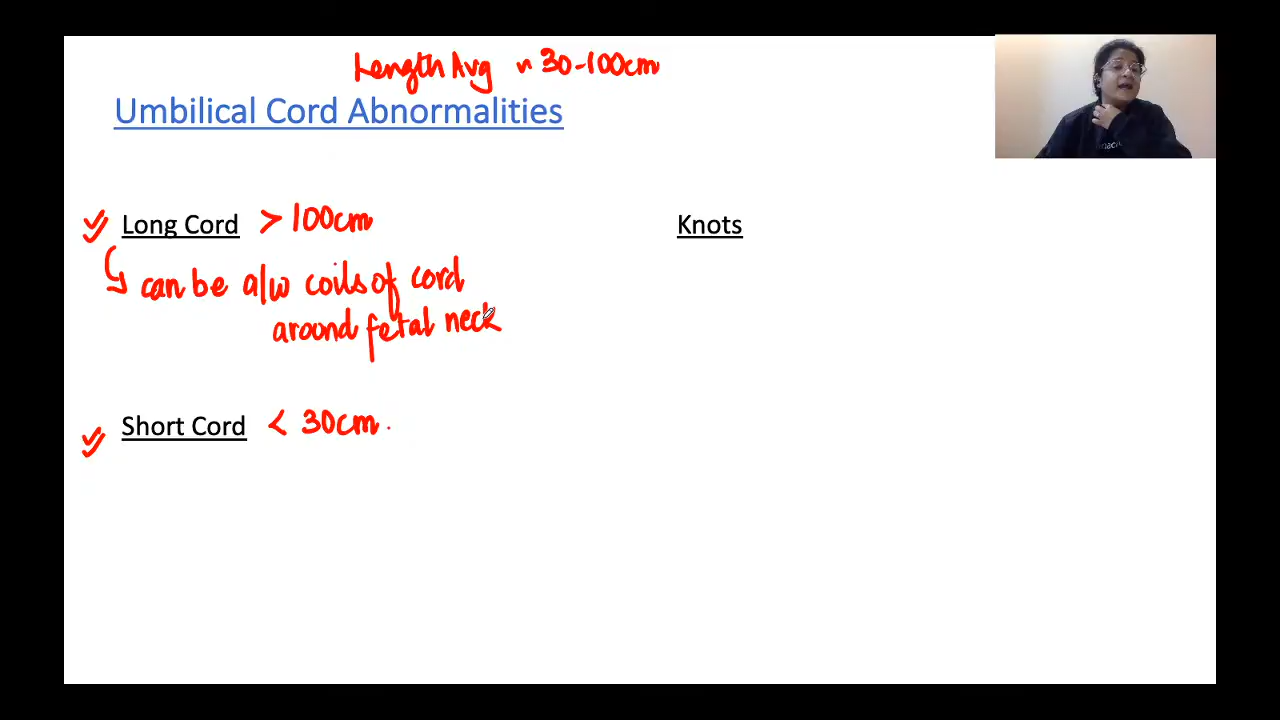 Length Avg ~ 30-100cm
Umbilical Cord Abnormalities
Long Cord > 100cm
Knots
can be a/w coils of cord
around fetal neck
Short Cord < 30cm.